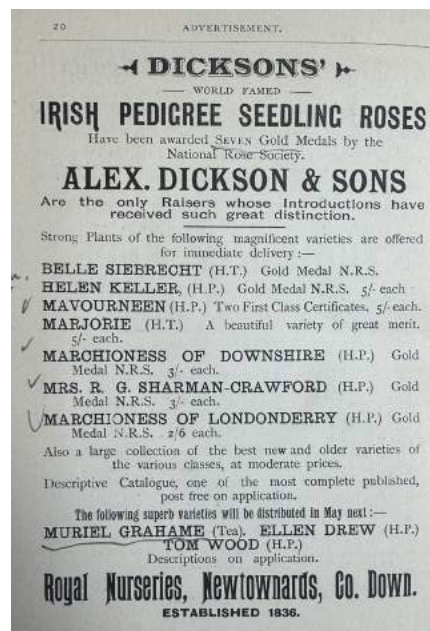 20 ADVERTISEMENT.
DICKSONS'
WORLD FAMED
IRISH PEDIGREE SEEDLING ROSES
Have been awarded SEVEN Gold Medals by the
National Rose Society.
ALEX. DICKSON & SONS
Are the only Raisers whose Introductions have
received such great distinction.
Strong Plants of the following magnificent varieties are offered
for immediate delivery :—
BELLE SIEBRECHT (H.T.) Gold Medal N.R.S.
HELEN KELLER, (H.P.) Gold Medal N.R.S. 5/- each
MAVOURNEEN (H.P.) Two First Class Certificates. 5/- each.
MARJORIE (H.T.) A beautiful variety of great merit.
5/- each.
MARCHIONESS OF DOWNSHIRE (H.P.) Gold
Medal N.R.S. 3/- each.
MRS. R. G. SHARMAN-CRAWFORD (H.P.) Gold
Medal N.R.S. 3/- each.
MARCHIONESS OF LONDONDERRY (H.P.) Gold
Medal N.R.S. 2/6 each.
Also a large collection of the best new and older varieties of
the various classes, at moderate prices.
Descriptive Catalogue, one of the most complete published,
post free on application.
The following superb varieties will be distributed in May next :—
MURIEL GRAHAME (Tea). ELLEN DREW (H.P.)
TOM WOOD (H.P.)
Descriptions on application.
Royal Nurseries, Newtownards, Co. Down.
ESTABLISHED 1836.